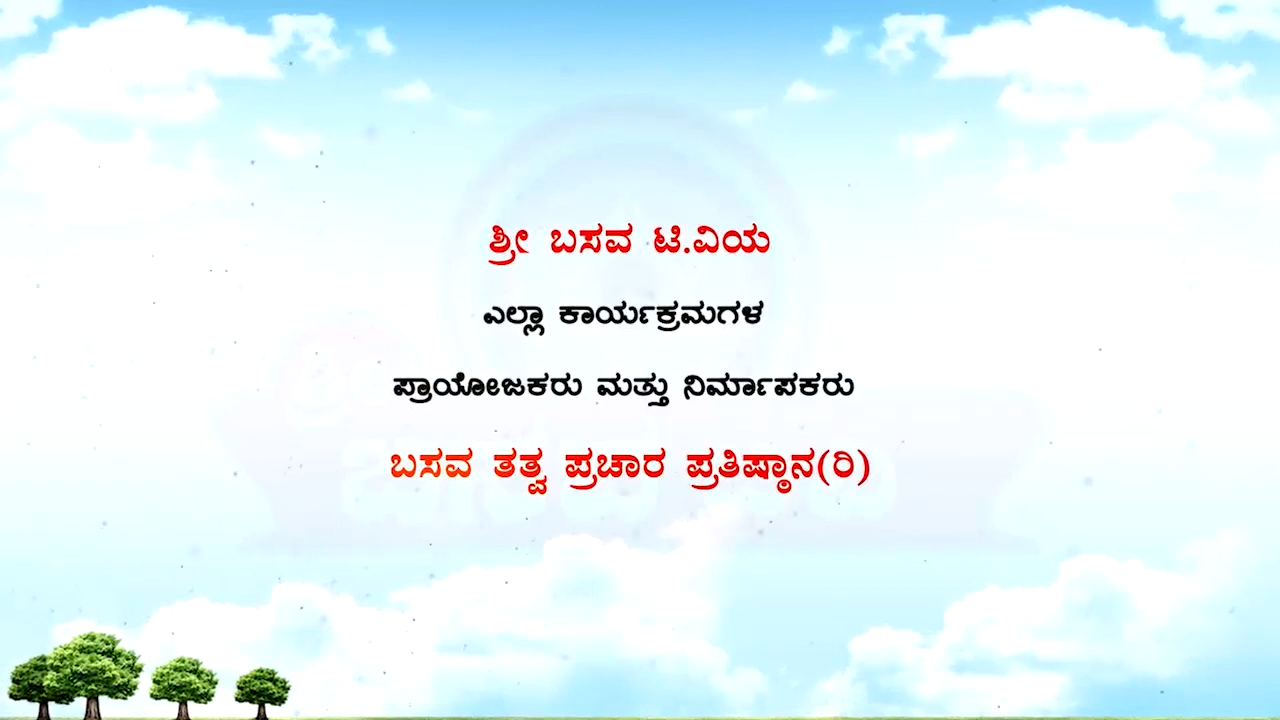 ಶ್ರೀ ಬಸವ ಟಿ.ವಿಯ
ಎಲ್ಲಾ ಕಾರ್ಯಕ್ರಮಗಳ
ಪ್ರಾಯೋಜಕರು ಮತ್ತು ನಿರ್ಮಾಪಕರು
ಬಸವ ತತ್ವ ಪ್ರಚಾರ ಪ್ರತಿಷ್ಠಾನ(ರಿ)